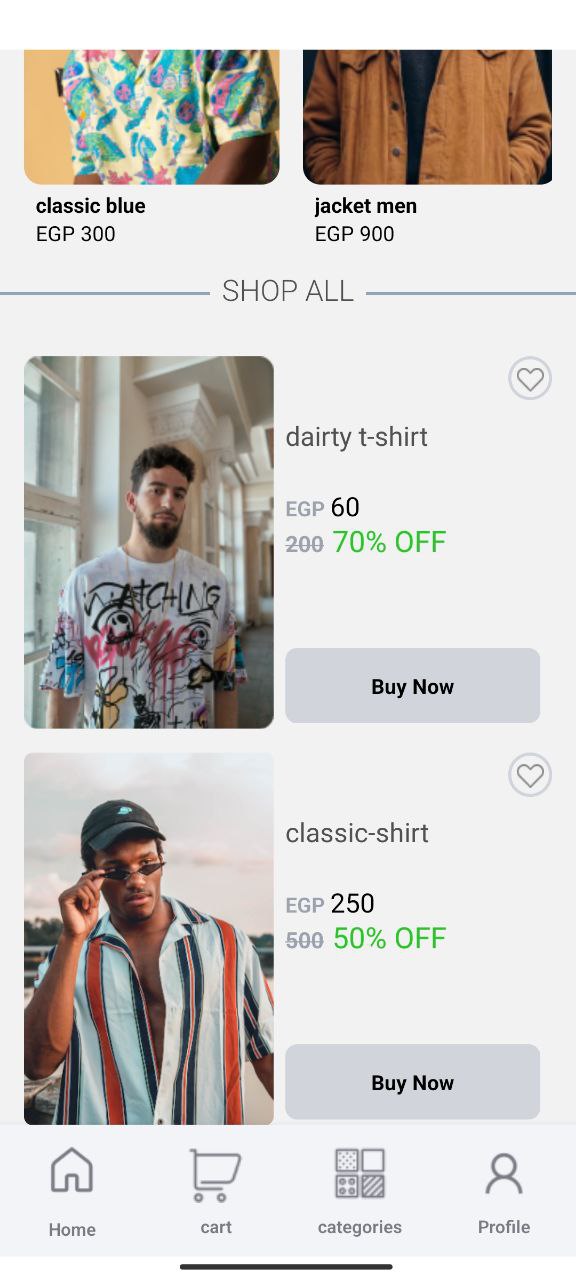 classic blue
EGP 300
jacket men
EGP 900
SHOP ALL
dairty t-shirt
EGP 60
200 70% OFF
WATCHING
Buy Now
classic-shirt
EGP 250
500 50% OFF
Buy Now
Home
cart
categories
Profile